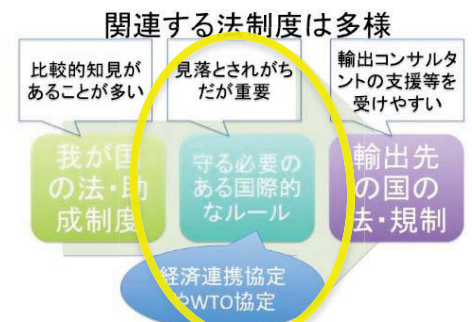 関連する法制度は多様
比較的知見が
あることが多い
見落とされがち
だが重要
輸出コンサルタ
ントの支援等を
受けやすい
我が国
の法・助
成制度
守る必要の
ある国際的
なルール
輸出先
の国の
法・規制
経済連携協定
やWTO協定